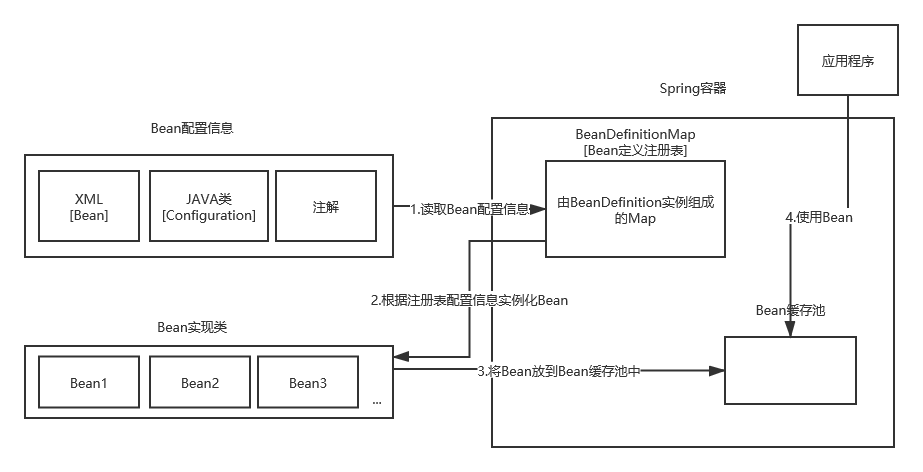 应用程序
Spring容器
Bean配置信息
BeanDefinitionMap
[Bean定义注册表]
XML
[Bean]
JAVA类
[Configuration]
注解
1.读取Bean配置信息
由BeanDefinition实例组成
的Map
4.使用Bean
2.根据注册表配置信息实例化Bean
Bean缓存池
Bean实现类
Bean1
Bean2
Bean3
...
3.将Bean放到Bean缓存池中